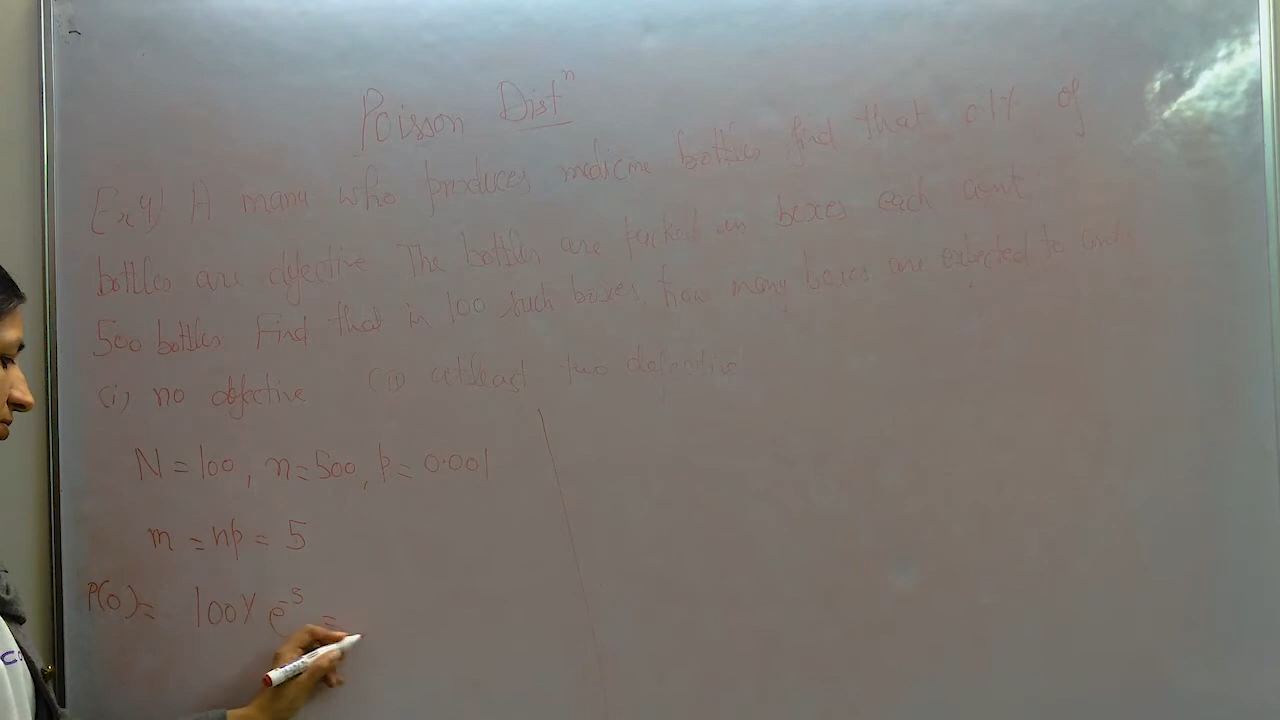 Poisson Distⁿ
Ex 4) A manu who produces medicine bottles find that 0.1% of
bottles are defective The bottles are packed in boxes each cont
500 bottles Find that in 100 such boxes, how many boxes are expected to
(i) no defective (ii) atleast two defective
N = 100, n = 500, p = 0.001
m = np = 5
P(0) = 100 × e⁻⁵ =